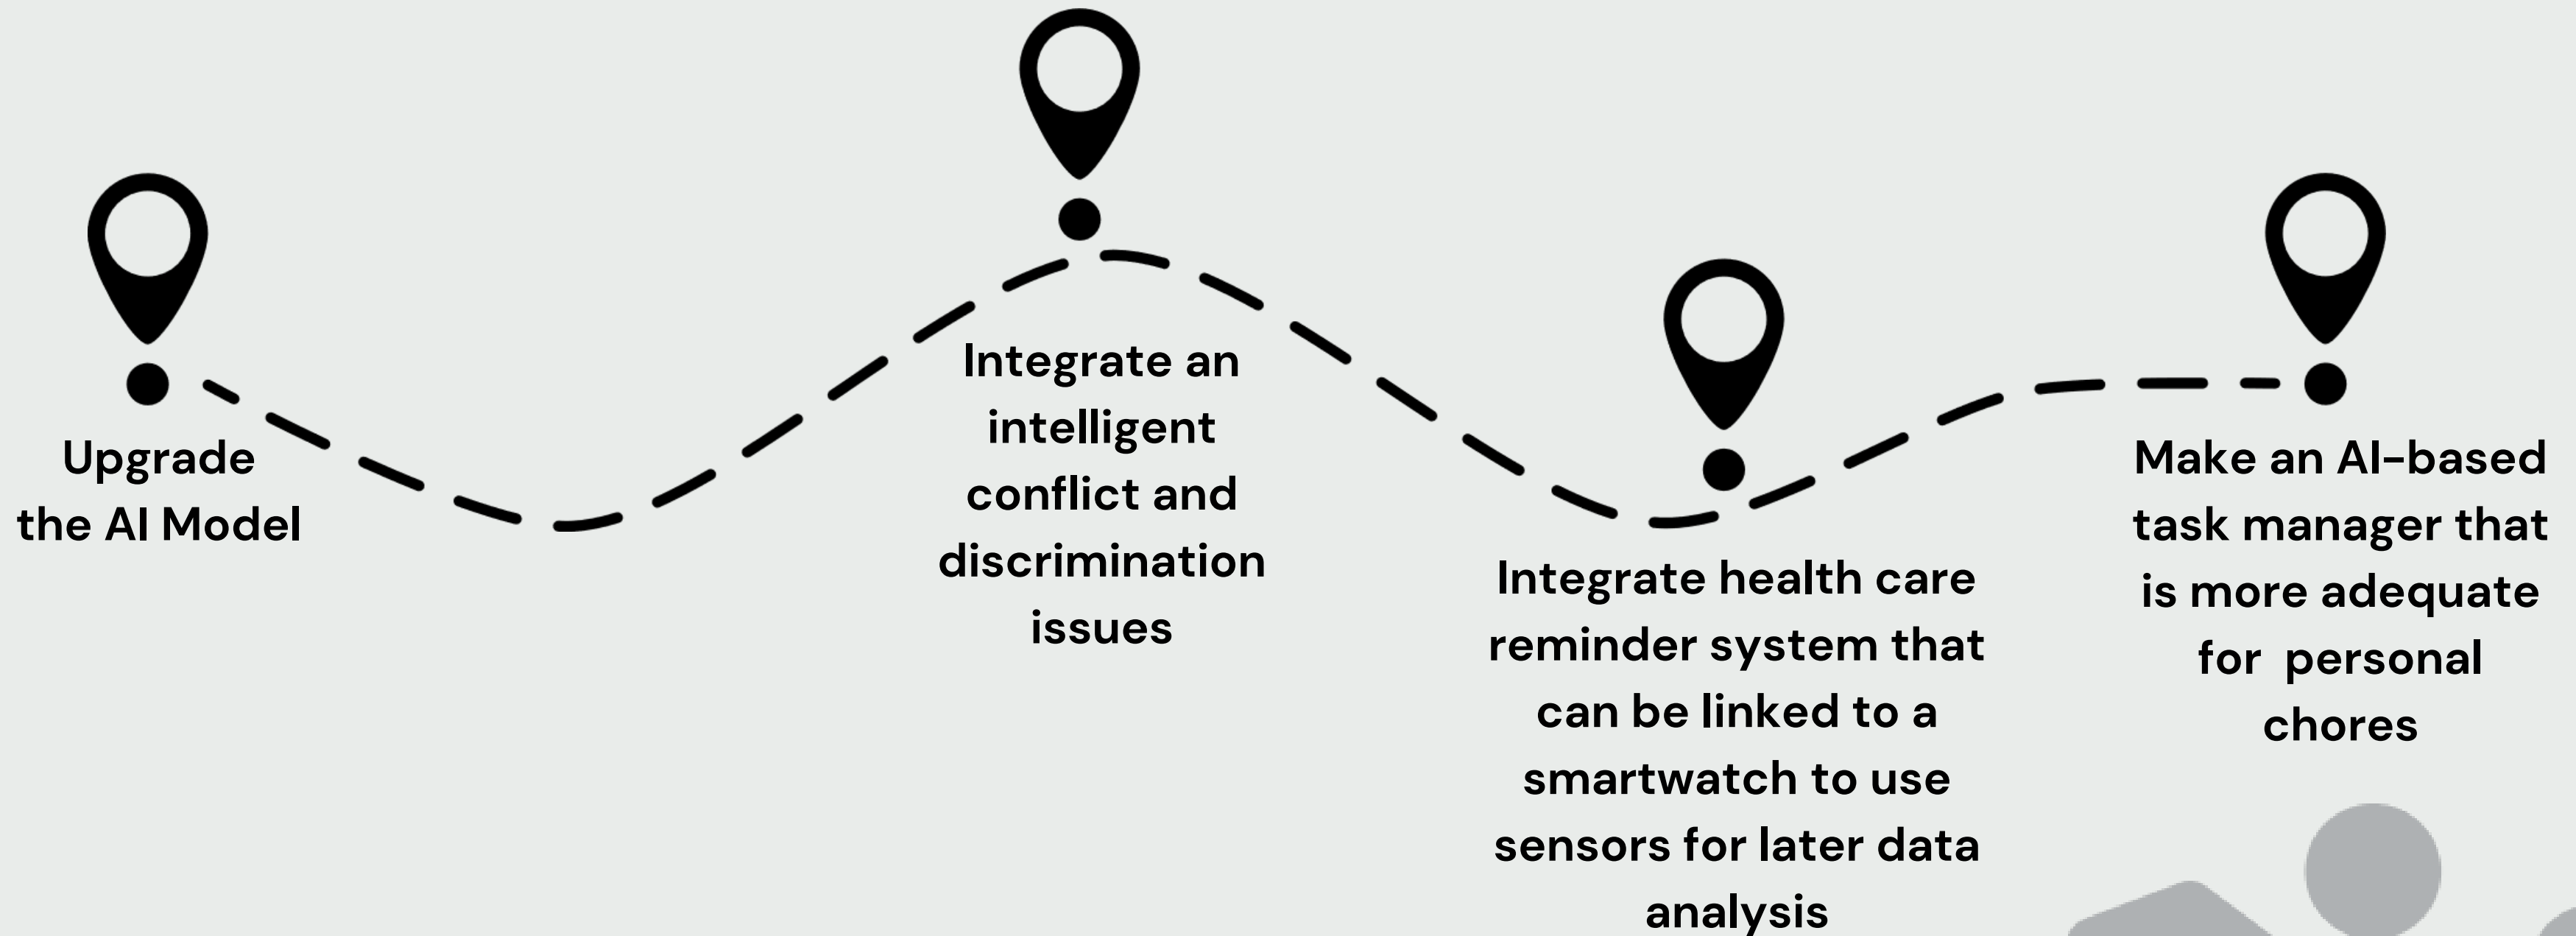 Upgrade
the AI Model
Integrate an
intelligent
conflict and
discrimination
issues
Integrate health care
reminder system that
can be linked to a
smartwatch to use
sensors for later data
analysis
Make an AI-based
task manager that
is more adequate
for personal
chores